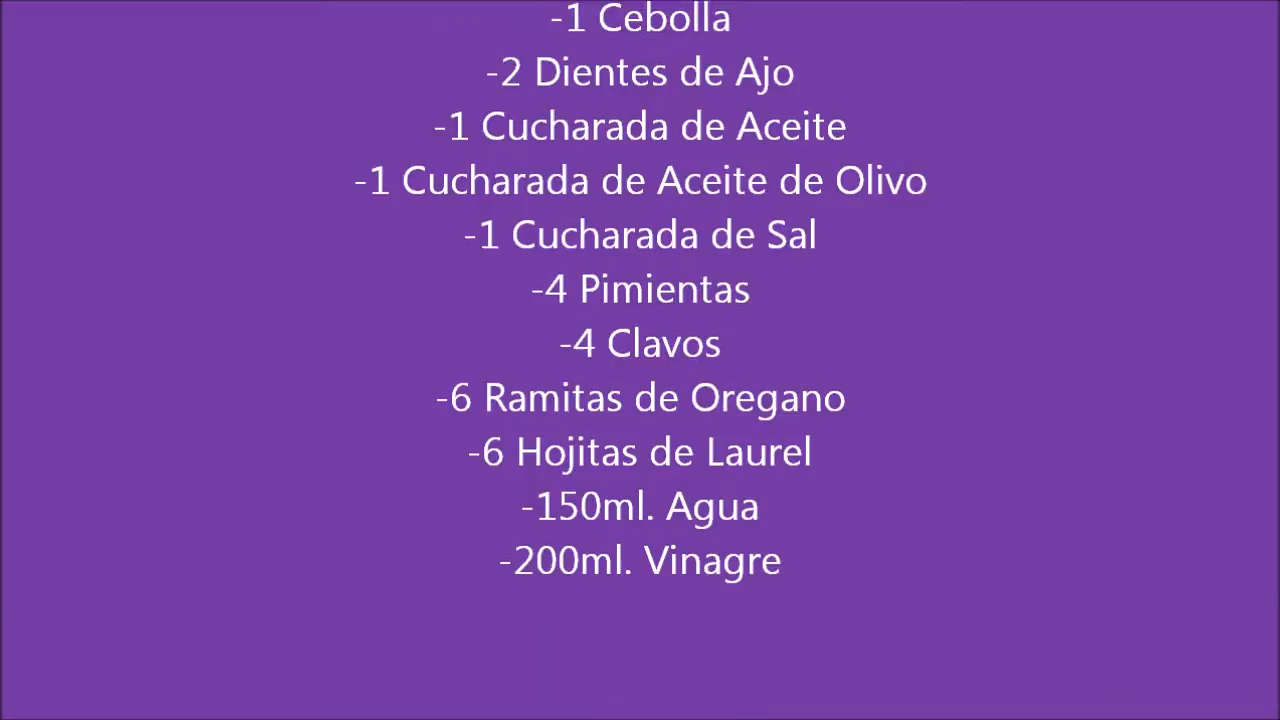 -1 Cebolla
-2 Dientes de Ajo
-1 Cucharada de Aceite
-1 Cucharada de Aceite de Olivo
-1 Cucharada de Sal
-4 Pimientas
-4 Clavos
-6 Ramitas de Oregano
-6 Hojitas de Laurel
-150ml. Agua
-200ml. Vinagre